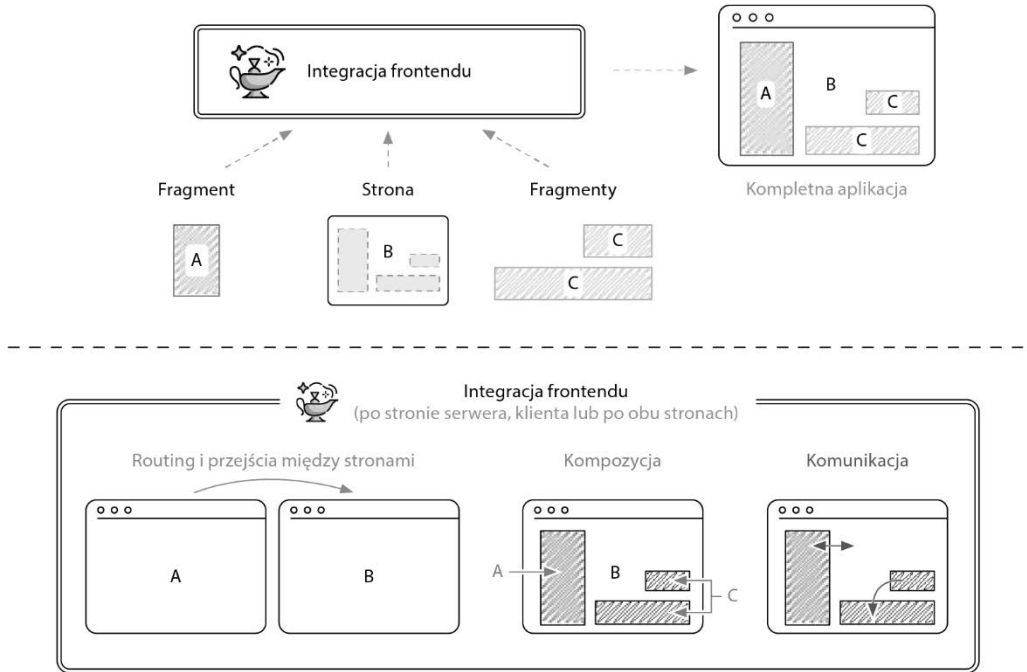 Integracja frontendu
A
B
C
C
Kompletna aplikacja
Fragment
Strona
Fragmenty
A
B
C
C
Integracja frontendu
(po stronie serwera, klienta lub po obu stronach)
Routing i przejścia między stronami
Kompozycja
Komunikacja
A
B
A
B
C